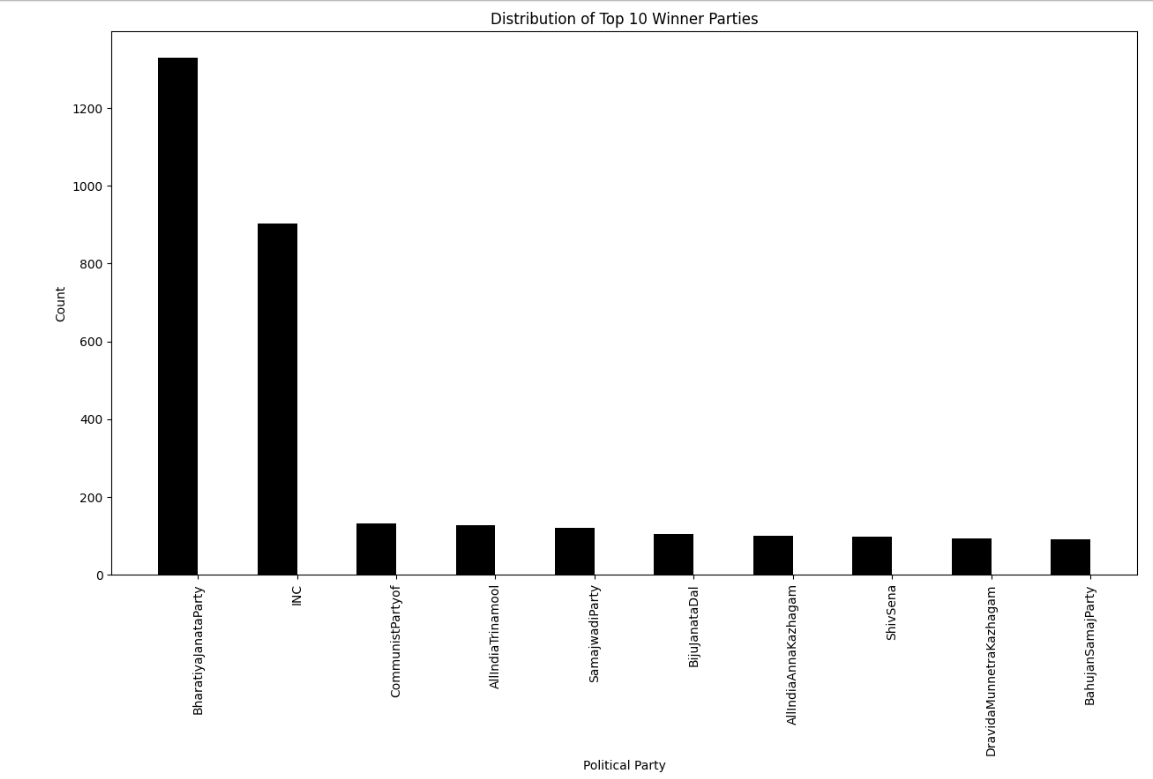 Distribution of Top 10 Winner Parties
1200
1000
800
600
400
200
0
Count
BharatiyaJanataParty
INC
CommunistPartyof
AllIndiaTrinamool
SamajwadiParty
BijuJanataDal
AllIndiaAnnaKazhagam
ShivSena
DravidaMunnetraKazhagam
BahujanSamajParty
Political Party